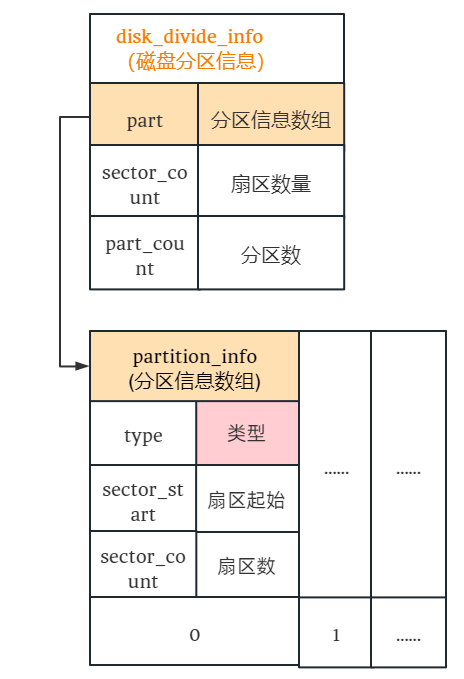 disk_divide_info
(磁盘分区信息)
part 分区信息数组
sector_co
unt
扇区数量
part_cou
nt
分区数
partition_info
(分区信息数组)
type 类型
sector_st
art
扇区起始
sector_co
unt
扇区数
...... ......
0 1 ......